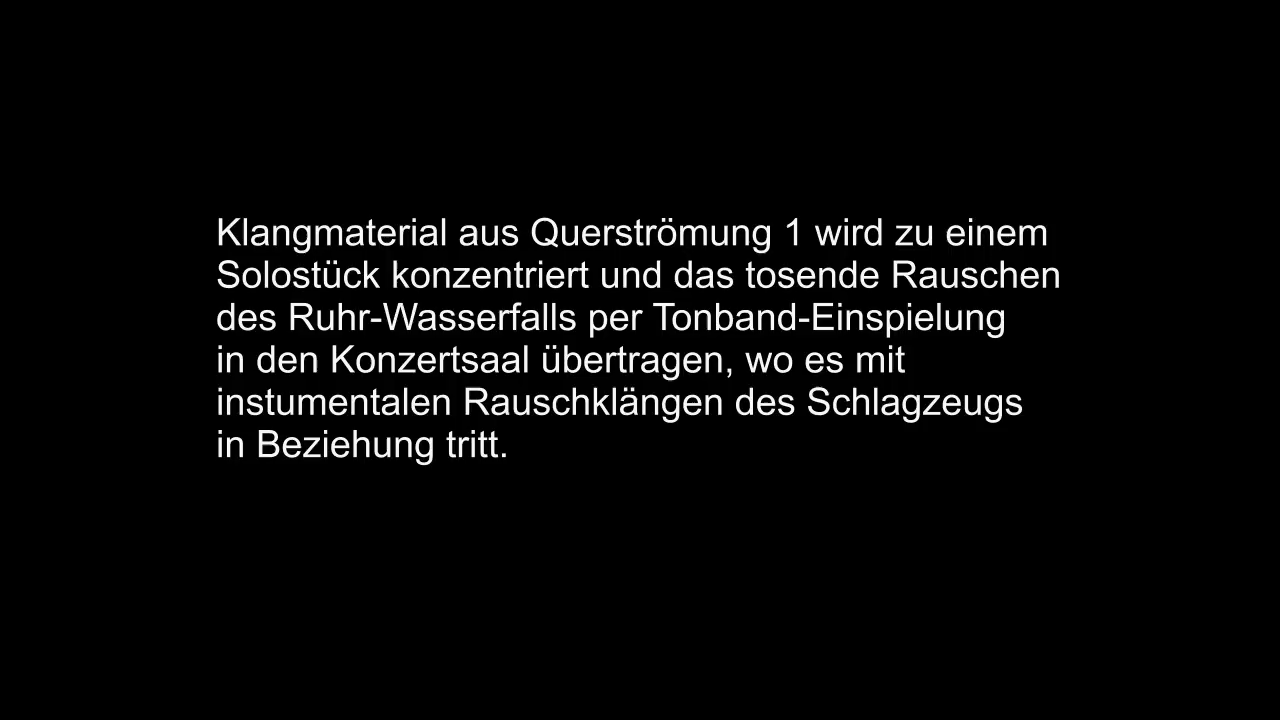 Klangmaterial aus Querströmung 1 wird zu einem
Solostück konzentriert und das tosende Rauschen
des Ruhr-Wasserfalls per Tonband-Einspielung
in den Konzertsaal übertragen, wo es mit
instumentalen Rauschklängen des Schlagzeugs
in Beziehung tritt.